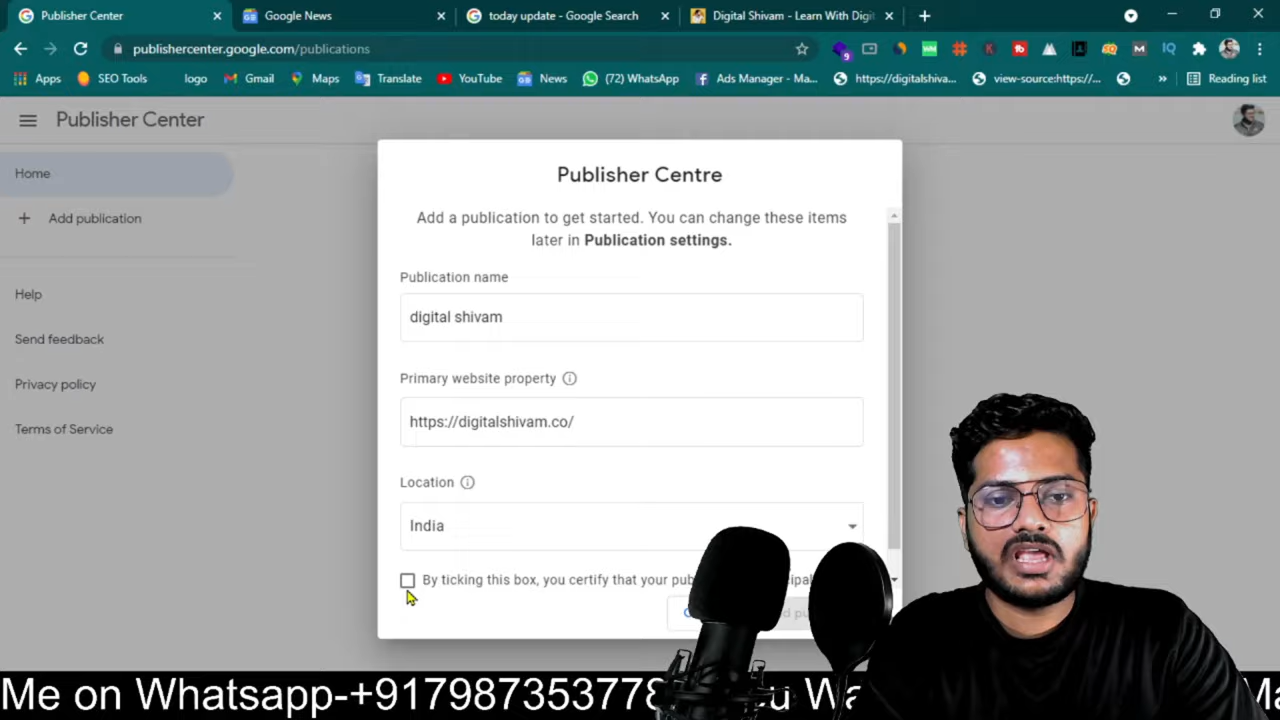 Publisher Center
Google News
today update - Google Search
Digital Shivam - Learn With Digi
publishercenter.google.com/publications
9
Apps
SEO Tools
logo
Gmail
Maps
Translate
YouTube
News
(72) WhatsApp
Ads Manager - Ma...
https://digitalshiva...
view-source:https://...
»
Reading list
Publisher Center
Home
+ Add publication
Help
Send feedback
Privacy policy
Terms of Service
Publisher Centre
Add a publication to get started. You can change these items
later in Publication settings.
Publication name
digital shivam
Primary website property
https://digitalshivam.co/
Location
India
By ticking this box, you certify that your
Me on Whatsapp-+917987353778